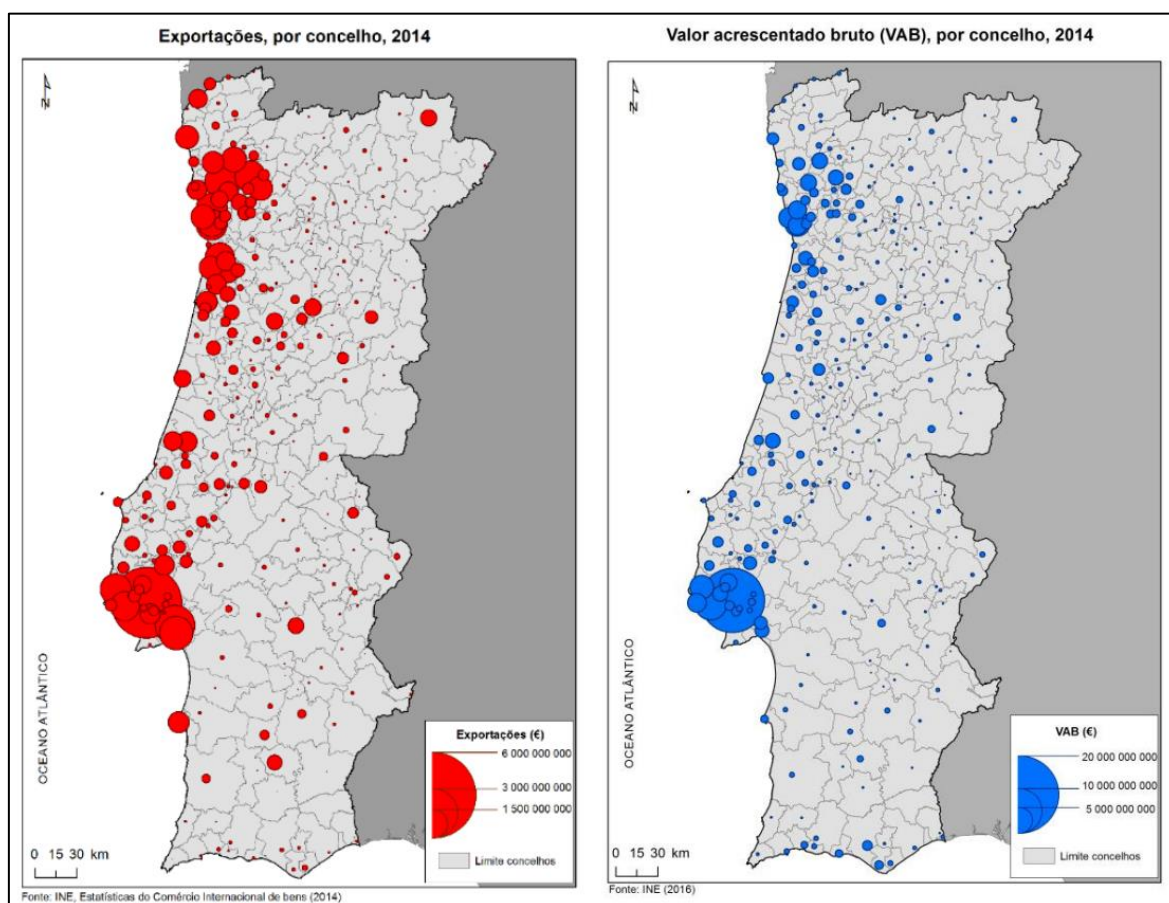 Exportações, por concelho, 2014
N
OCEANO ATLÂNTICO
Exportações (€)
6 000 000 000
3 000 000 000
1 500 000 000
Limite concelhos
0 15 30 km
Fonte: INE, Estatísticas do Comércio Internacional de bens (2014)
Valor acrescentado bruto (VAB), por concelho, 2014
N
OCEANO ATLÂNTICO
VAB (€)
20 000 000 000
10 000 000 000
5 000 000 000
Limite concelhos
0 15 30 km
Fonte: INE (2016)